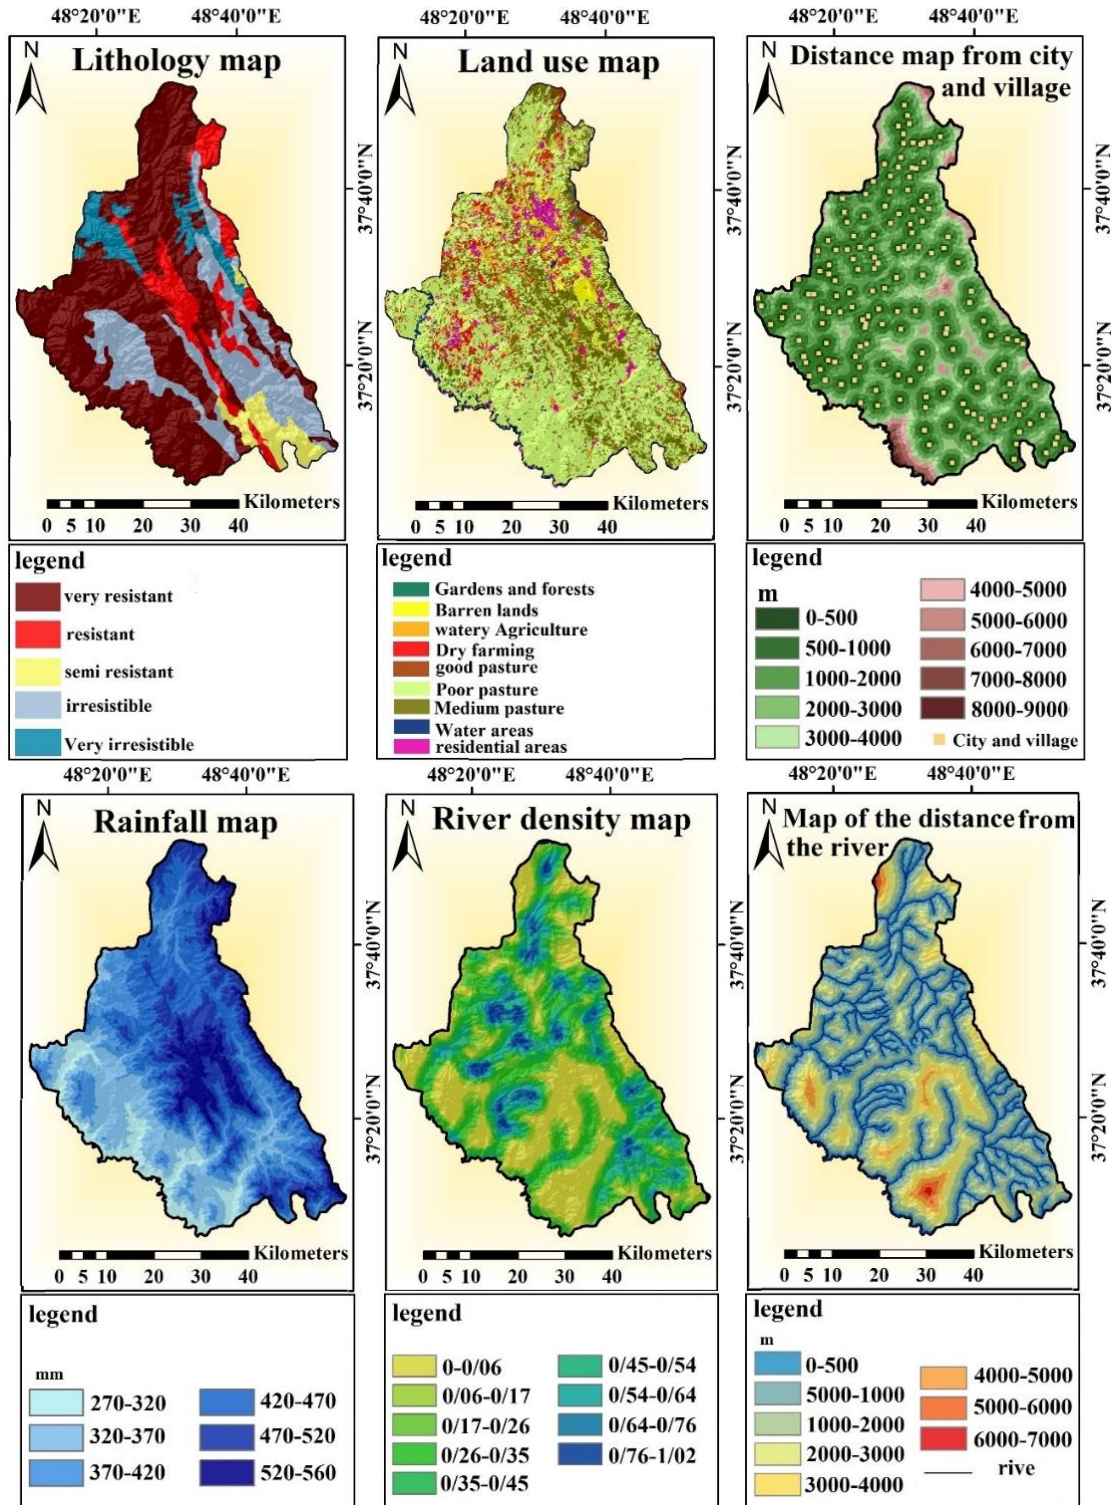 48°20'0"E 48°40'0"E
N
Lithology map
37°40'0"N
37°20'0"N
Kilometers
0 5 10 20 30 40
legend
very resistant
resistant
semi resistant
irresistible
Very irresistible
48°20'0"E 48°40'0"E
N
Land use map
37°40'0"N
37°20'0"N
Kilometers
0 5 10 20 30 40
legend
Gardens and forests
Barren lands
watery Agriculture
Dry farming
good pasture
Poor pasture
Medium pasture
Water areas
residential areas
48°20'0"E 48°40'0"E
N
Distance map from city
and village
37°40'0"N
37°20'0"N
Kilometers
0 5 10 20 30 40
legend
m
0-500
500-1000
1000-2000
2000-3000
3000-4000
4000-5000
5000-6000
6000-7000
7000-8000
8000-9000
City and village
48°20'0"E 48°40'0"E
N
Rainfall map
37°40'0"N
37°20'0"N
Kilometers
0 5 10 20 30 40
legend
mm
270-320
320-370
370-420
420-470
470-520
520-560
48°20'0"E 48°40'0"E
N
River density map
37°40'0"N
37°20'0"N
Kilometers
0 5 10 20 30 40
legend
0-0/06
0/06-0/17
0/17-0/26
0/26-0/35
0/35-0/45
0/45-0/54
0/54-0/64
0/64-0/76
0/76-1/02
48°20'0"E 48°40'0"E
N
Map of the distance from
the river
37°40'0"N
37°20'0"N
Kilometers
0 5 10 20 30 40
legend
m
0-500
5000-1000
1000-2000
2000-3000
3000-4000
4000-5000
5000-6000
6000-7000
rive